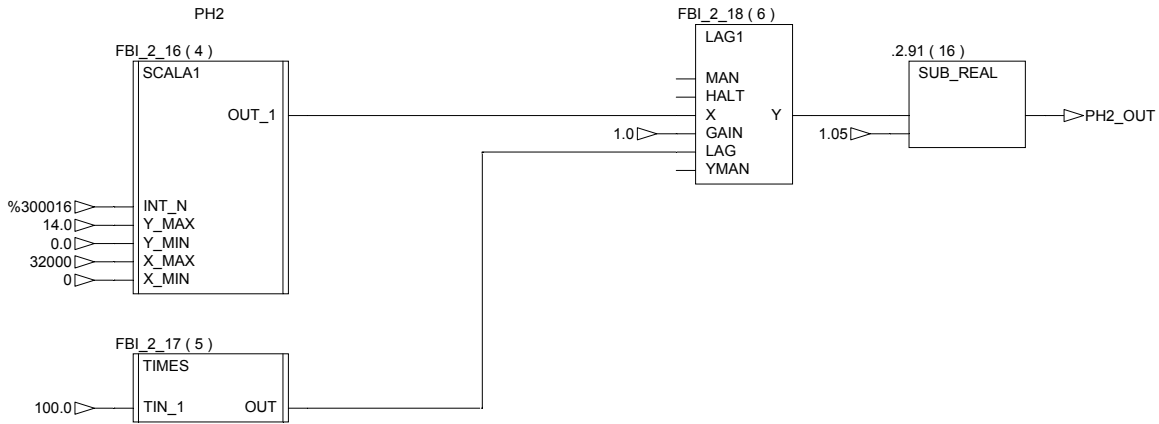 PH2
FBI_2_16 ( 4 )
SCALA1
OUT_1
%300016 INT_N
14.0 Y_MAX
0.0 Y_MIN
32000 X_MAX
0 X_MIN
FBI_2_17 ( 5 )
TIMES
100.0 TIN_1 OUT
FBI_2_18 ( 6 )
LAG1
MAN
HALT
X Y
1.0 GAIN
LAG
YMAN
.2.91 ( 16 )
SUB_REAL
PH2_OUT
1.05